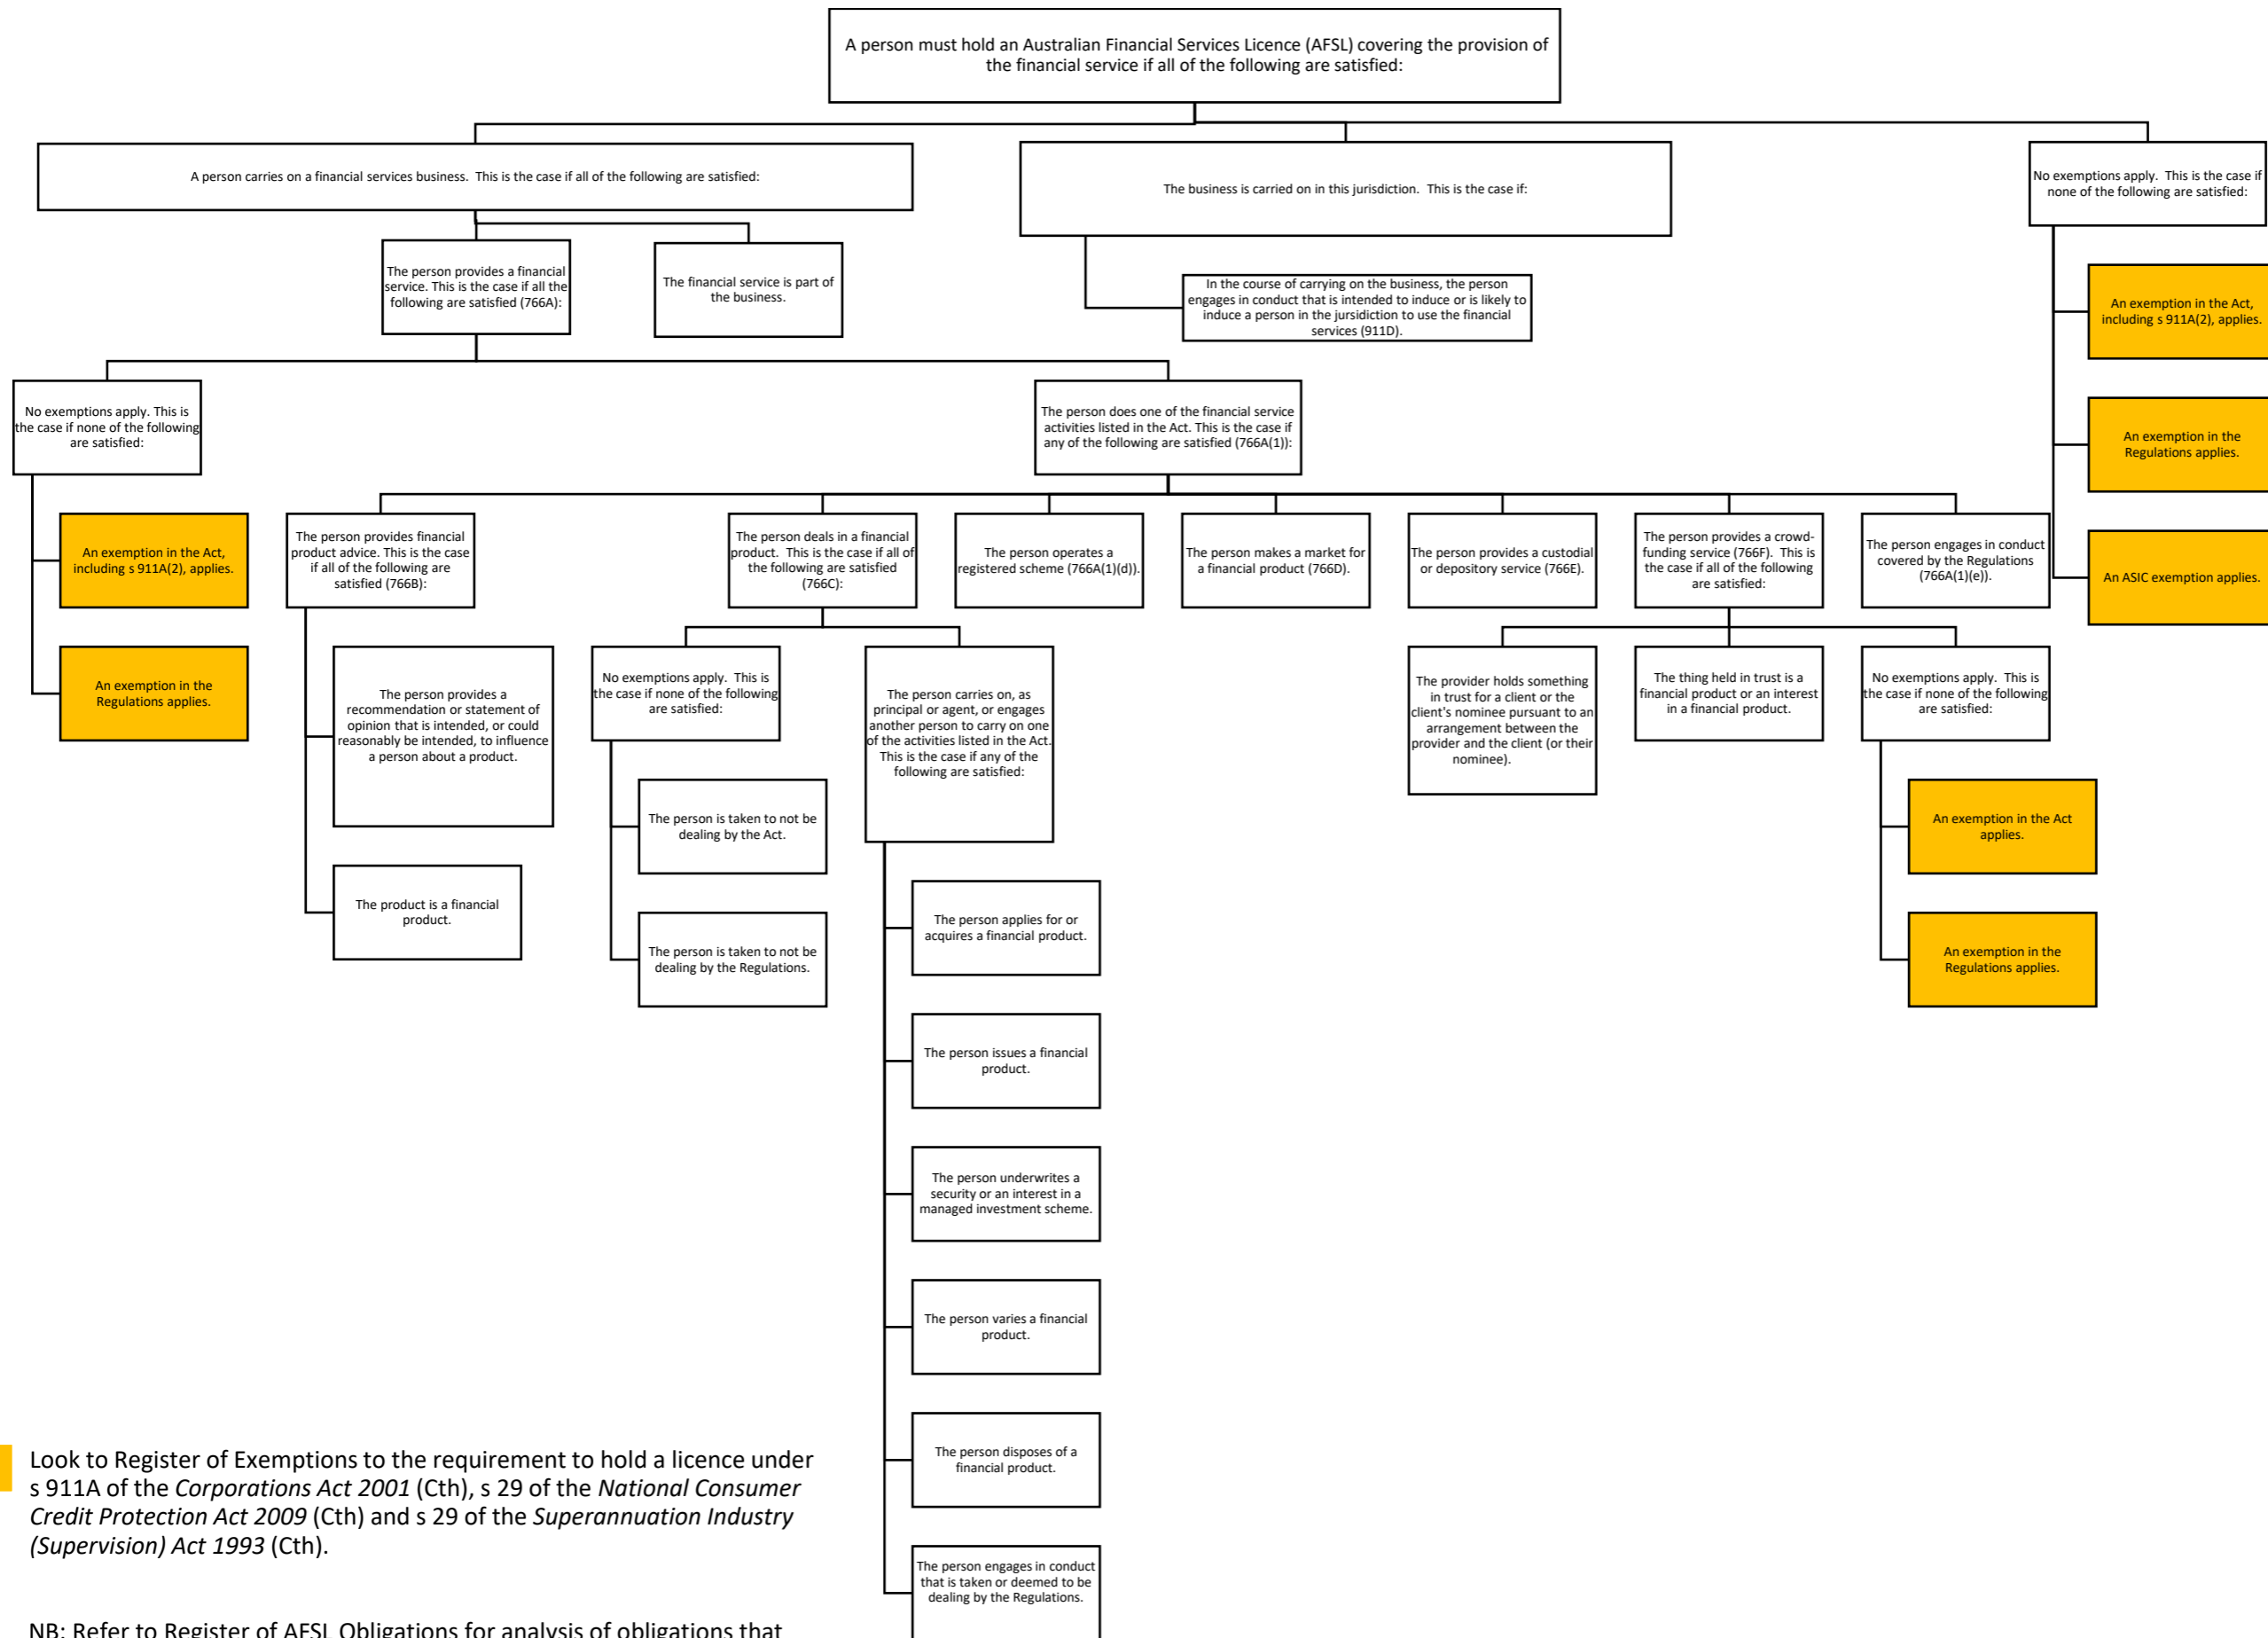 A person must hold an Australian Financial Services Licence (AFSL) covering the provision of
the financial service if all of the following are satisfied:
A person carries on a financial services business.  This is the case if all of the following are satisfied:
The business is carried on in this jurisdiction.  This is the case if:
No exemptions apply.  This is the case if
none of the following are satisfied:
The person provides a financial
service. This is the case if all the
following are satisfied (766A):
The financial service is part of
the business.
In the course of carrying on the business, the person
engages in conduct that is intended to induce or is likely to
induce a person in the jursidiction to use the financial
services (911D).
An exemption in the Act,
including s 911A(2), applies.
An exemption in the
Regulations applies.
An ASIC exemption applies.
No exemptions apply. This is
the case if none of the following
are satisfied:
The person does one of the financial service
activities listed in the Act. This is the case if
any of the following are satisfied (766A(1)):
An exemption in the Act,
including s 911A(2), applies.
An exemption in the
Regulations applies.
The person provides financial
product advice. This is the case
if all of the following are
satisfied (766B):
The person deals in a financial
product.  This is the case if all of
the following are satisfied
(766C):
The person operates a
registered scheme (766A(1)(d)).
The person makes a market for
a financial product (766D).
The person provides a custodial
or depository service (766E).
The person provides a crowd-
funding service (766F).  This is
the case if all of the following
are satisfied:
The person engages in conduct
covered by the Regulations
(766A(1)(e)).
The person provides a
recommendation or statement of
opinion that is intended, or could
reasonably be intended, to influence
a person about a product.
The product is a financial
product.
No exemptions apply.  This is
the case if none of the following
are satisfied:
The person is taken to not be
dealing by the Act.
The person is taken to not be
dealing by the Regulations.
The person carries on, as
principal or agent, or engages
another person to carry on one
of the activities listed in the Act.
This is the case if any of the
following are satisfied:
The person applies for or
acquires a financial product.
The person issues a financial
product.
The person underwrites a
security or an interest in a
managed investment scheme.
The person varies a financial
product.
The person disposes of a
financial product.
The person engages in conduct
that is taken or deemed to be
dealing by the Regulations.
The provider holds something
in trust for a client or the
client's nominee pursuant to an
arrangement between the
provider and the client (or their
nominee).
The thing held in trust is a
financial product or an interest
in a financial product.
No exemptions apply.  This is
the case if none of the following
are satisfied:
An exemption in the Act
applies.
An exemption in the
Regulations applies.
Look to Register of Exemptions to the requirement to hold a licence under
s 911A of the Corporations Act 2001 (Cth), s 29 of the National Consumer
Credit Protection Act 2009 (Cth) and s 29 of the Superannuation Industry
(Supervision) Act 1993 (Cth).
NB: Refer to Register of AFSL Obligations for analysis of obligations that